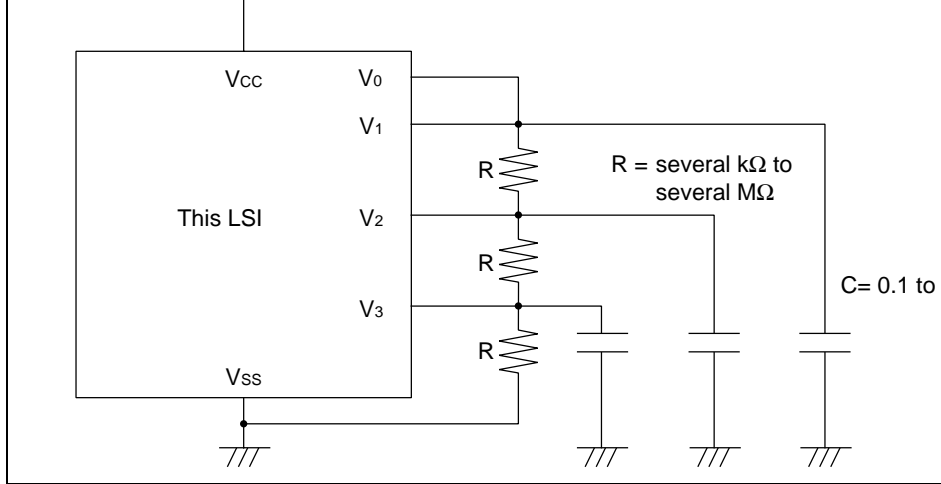 VCC
V0
V1
R
R = several kΩ to
several MΩ
This LSI
V2
R
C= 0.1 to
V3
R
VSS